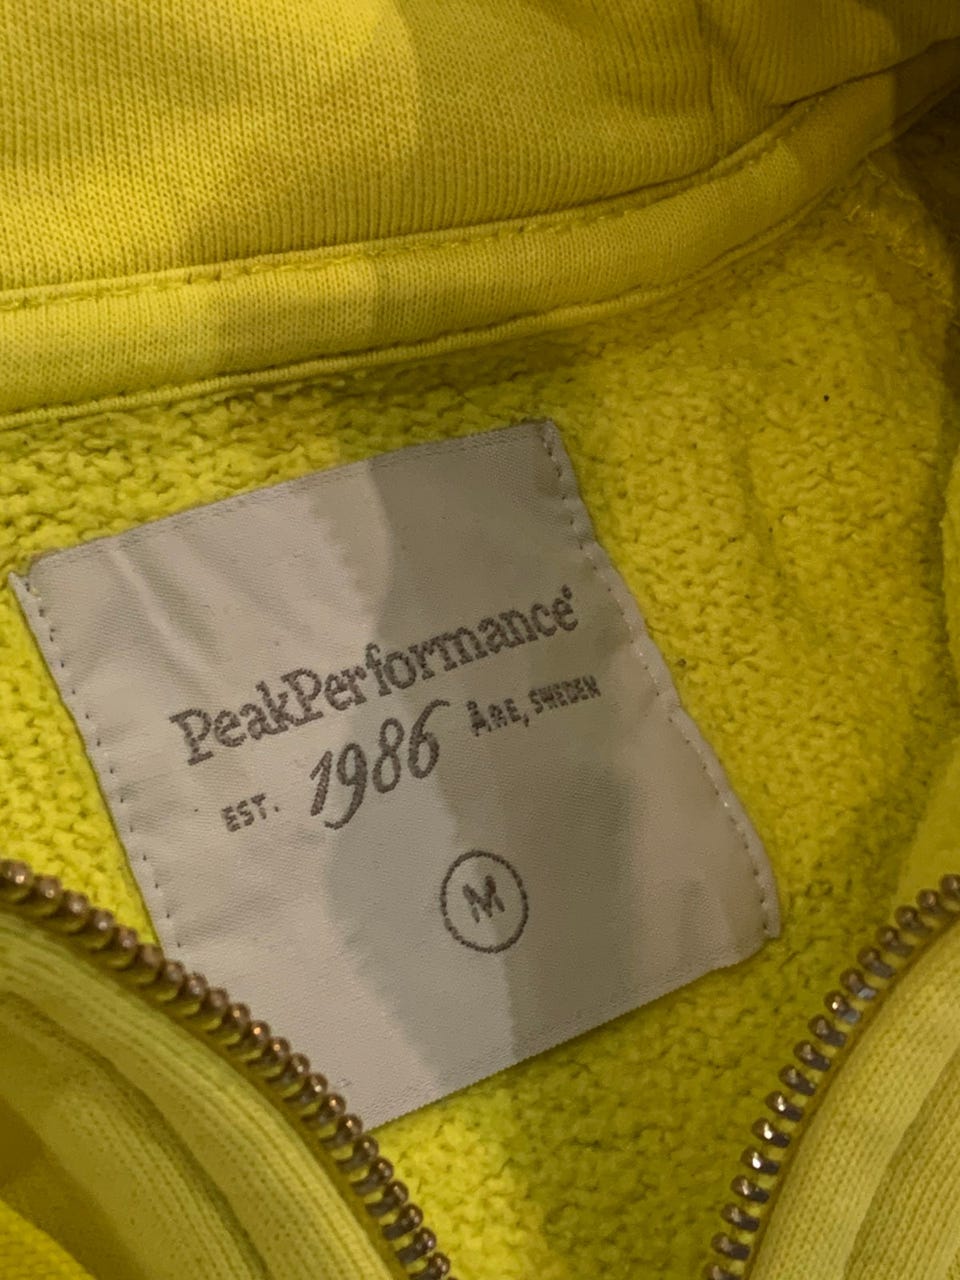 PeakPerformance
EST. 1986 ÅRE, SWEDEN
M